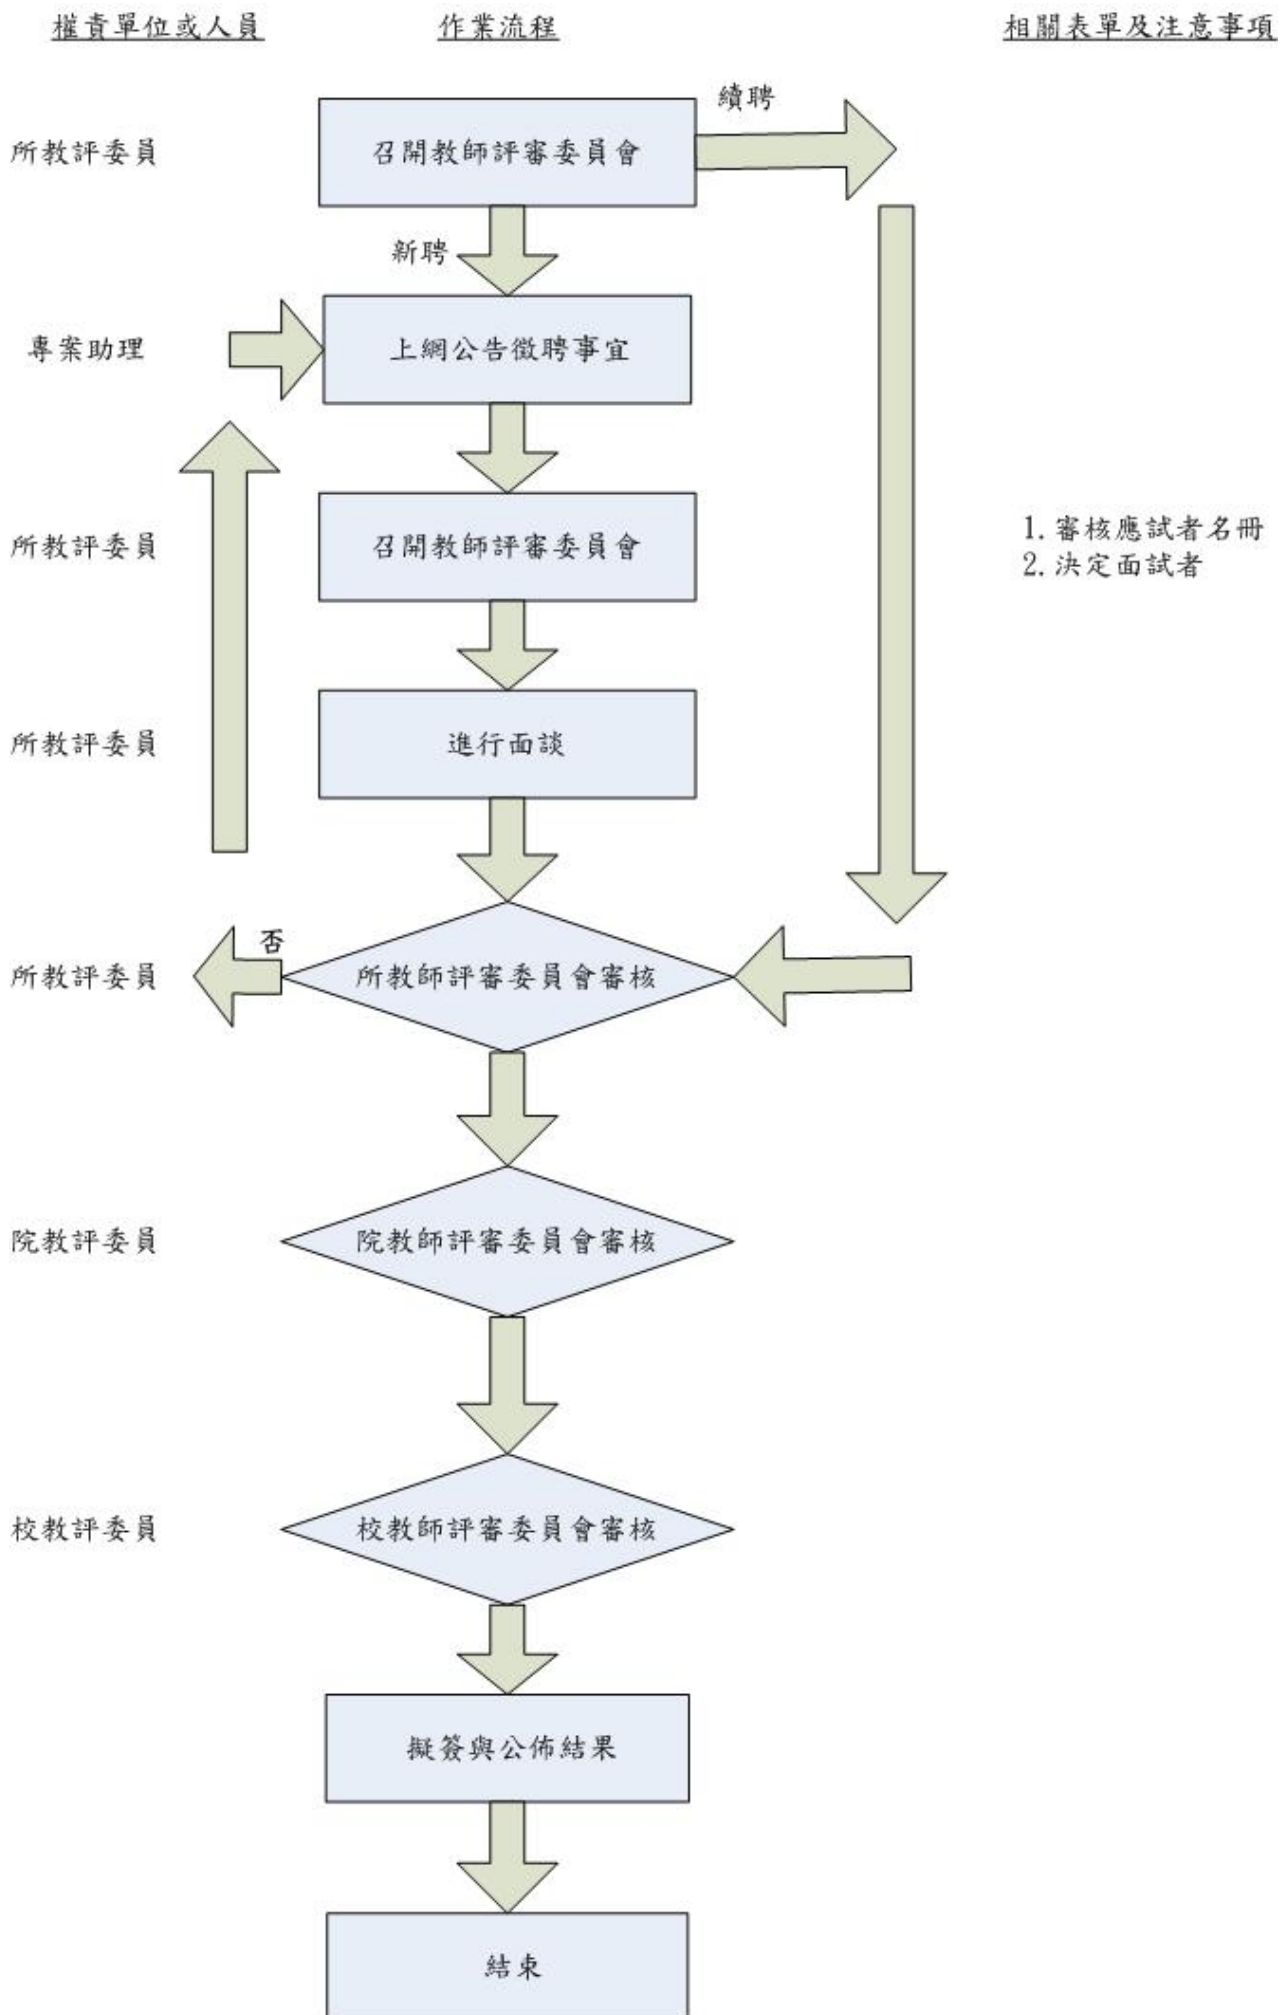 權責單位或人員
作業流程
相關表單及注意事項
續聘
所教評委員
召開教師評審委員會
新聘
專案助理
上網公告徵聘事宜
所教評委員
召開教師評審委員會
1. 審核應試者名冊
2. 決定面試者
所教評委員
進行面談
否
所教評委員
所教師評審委員會審核
院教評委員
院教師評審委員會審核
校教評委員
校教師評審委員會審核
擬簽與公佈結果
結束